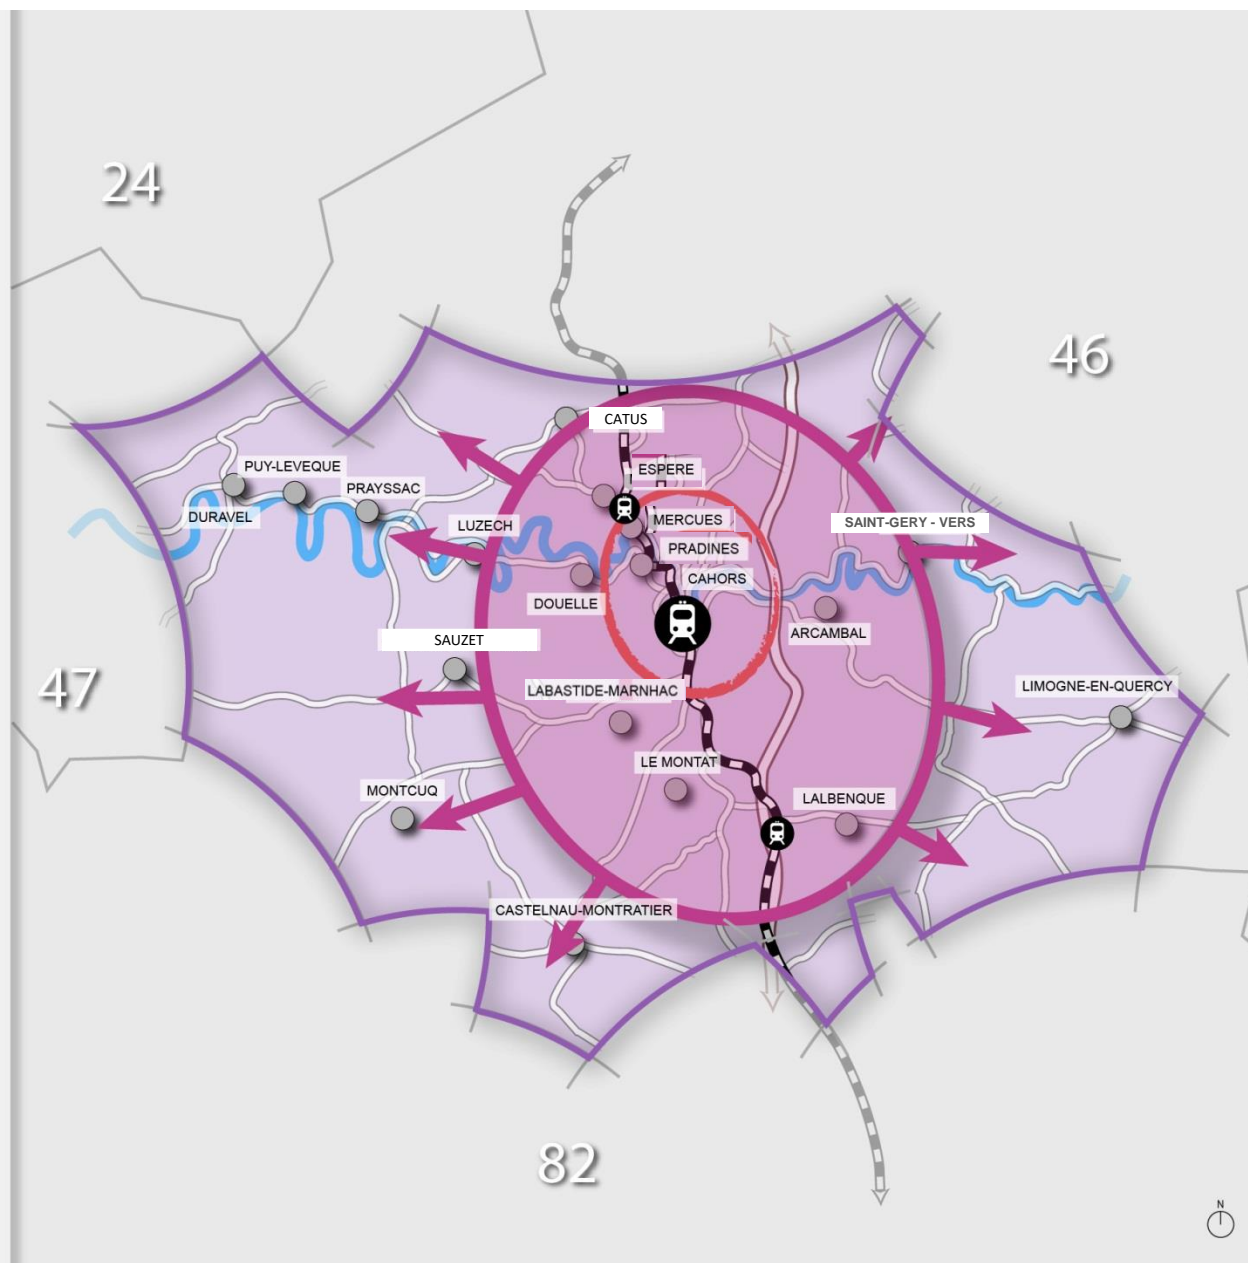 24
46
CATUS
PUY-LEVEQUE
ESPERE
PRAYSSAC
DURAVEL
LUZECH
MERCUES
SAINT-GERY - VERS
PRADINES
CAHORS
DOUELLE
ARCAMBAL
SAUZET
47
LABASTIDE-MARNHAC
LIMOGNE-EN-QUERCY
LE MONTAT
MONTCUQ
LALBENQUE
CASTELNAU-MONTRATIER
82
N